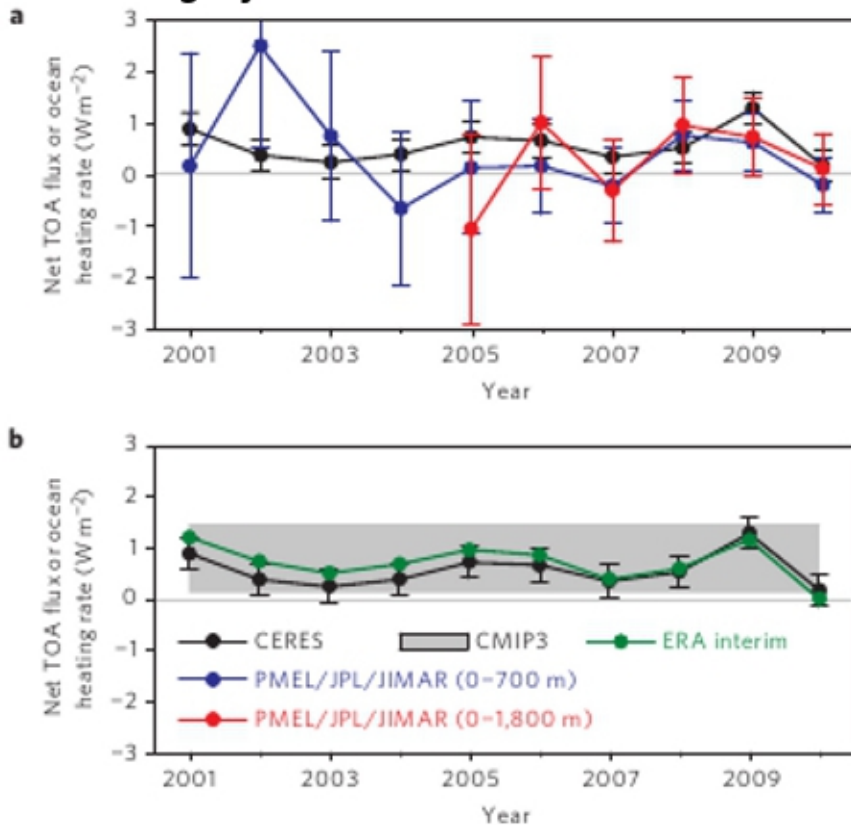 a
Net TOA flux or ocean
heating rate (W m−2)
3
2
1
0
−1
−2
−3
2001 2003 2005 2007 2009
Year
b
Net TOA flux or ocean
heating rate (W m−2)
3
2
1
0
−1
−2
−3
CERES CMIP3 ERA interim
PMEL/JPL/JIMAR (0−700 m)
PMEL/JPL/JIMAR (0−1,800 m)
2001 2003 2005 2007 2009
Year